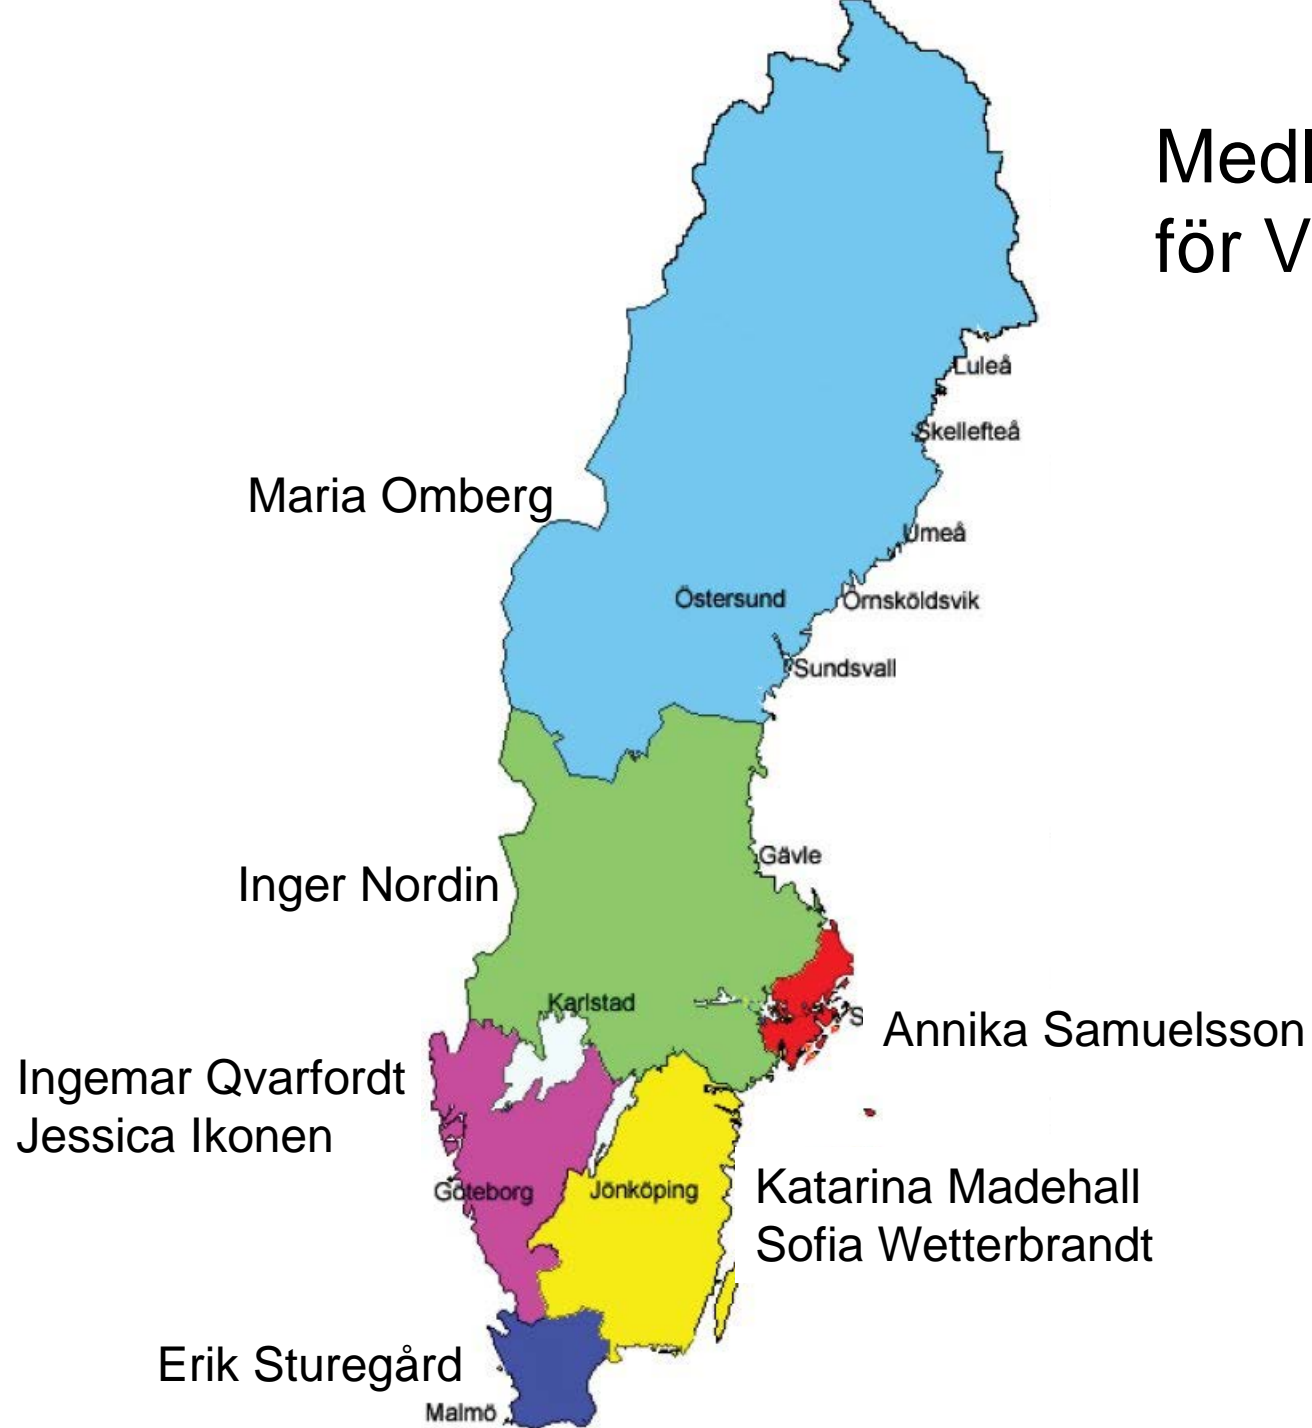 för V
Luleå
Skellefteå
Maria Omberg
Umeå
Östersund
Örnsköldsvik
Sundsvall
Gävle
Inger Nordin
Karlstad
Annika Samuelsson
Ingemar Qvarfordt
Jessica Ikonen
Göteborg
Jönköping
Katarina Madehall
Sofia Wetterbrandt
Erik Sturegård
Malmö